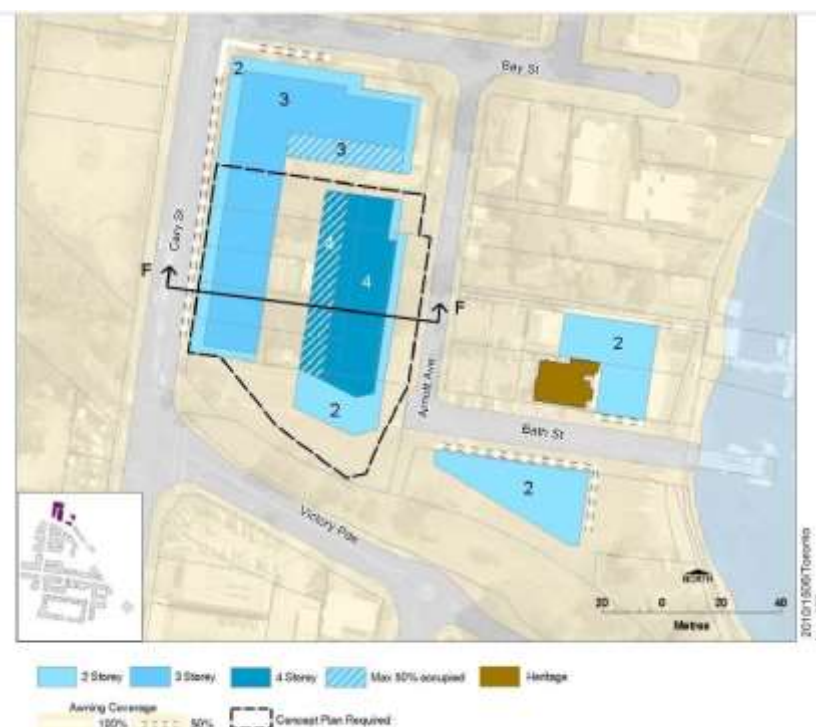 Bay St
2
3
3
Cary St
F
F
4
4
2
2
Arnott Ave
Bath St
2
Victory Pde
NORTH
20 0 20 40
Metres
2010/1606/Toronto
2 Storey 3 Storey 4 Storey Max 50% occupied Heritage
Awning Coverage
100% 50% Concept Plan Required